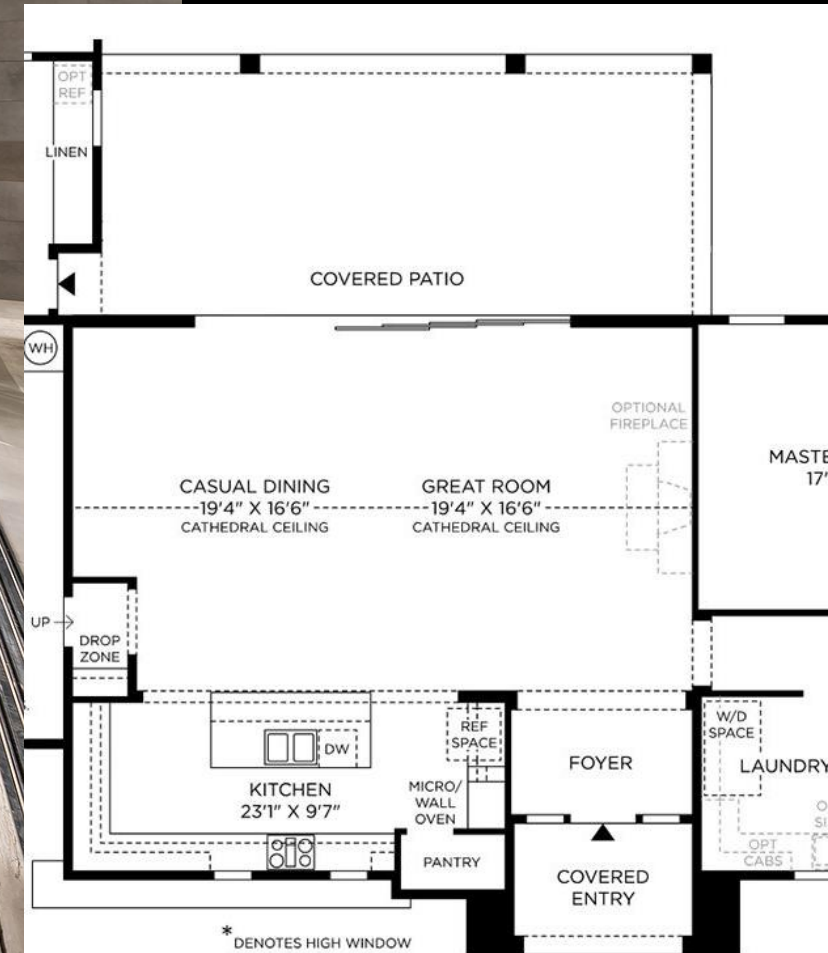 OPT
REF
LINEN
COVERED PATIO
WH
OPTIONAL
FIREPLACE
CASUAL DINING
19'4" X 16'6"
CATHEDRAL CEILING
GREAT ROOM
19'4" X 16'6"
CATHEDRAL CEILING
MASTE
17'
UP
DROP
ZONE
REF
SPACE
DW
KITCHEN
23'1" X 9'7"
MICRO/
WALL
OVEN
PANTRY
FOYER
W/D
SPACE
LAUNDRY
OPT
CABS
COVERED
ENTRY
* DENOTES HIGH WINDOW